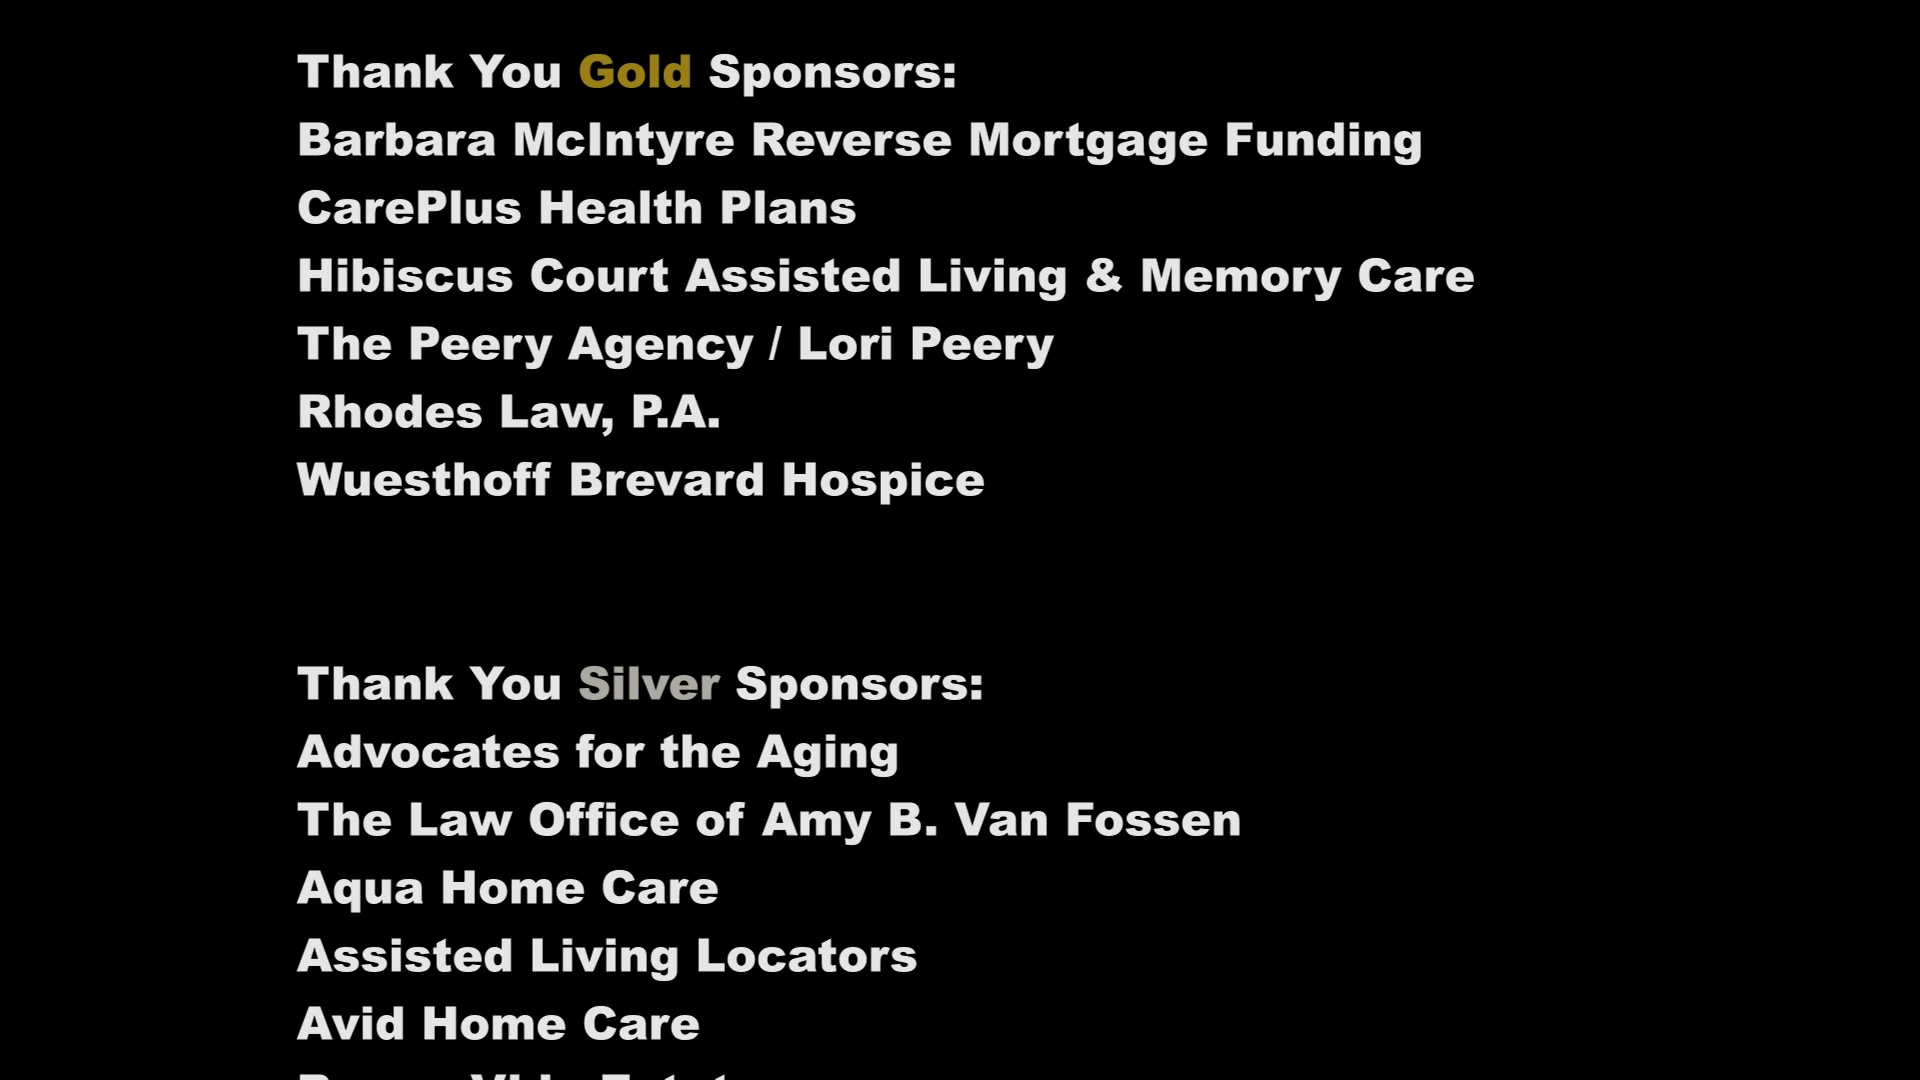 Thank You Gold Sponsors:
Barbara McIntyre Reverse Mortgage Funding
CarePlus Health Plans
Hibiscus Court Assisted Living & Memory Care
The Peery Agency / Lori Peery
Rhodes Law, P.A.
Wuesthoff Brevard Hospice
Thank You Silver Sponsors:
Advocates for the Aging
The Law Office of Amy B. Van Fossen
Aqua Home Care
Assisted Living Locators
Avid Home Care